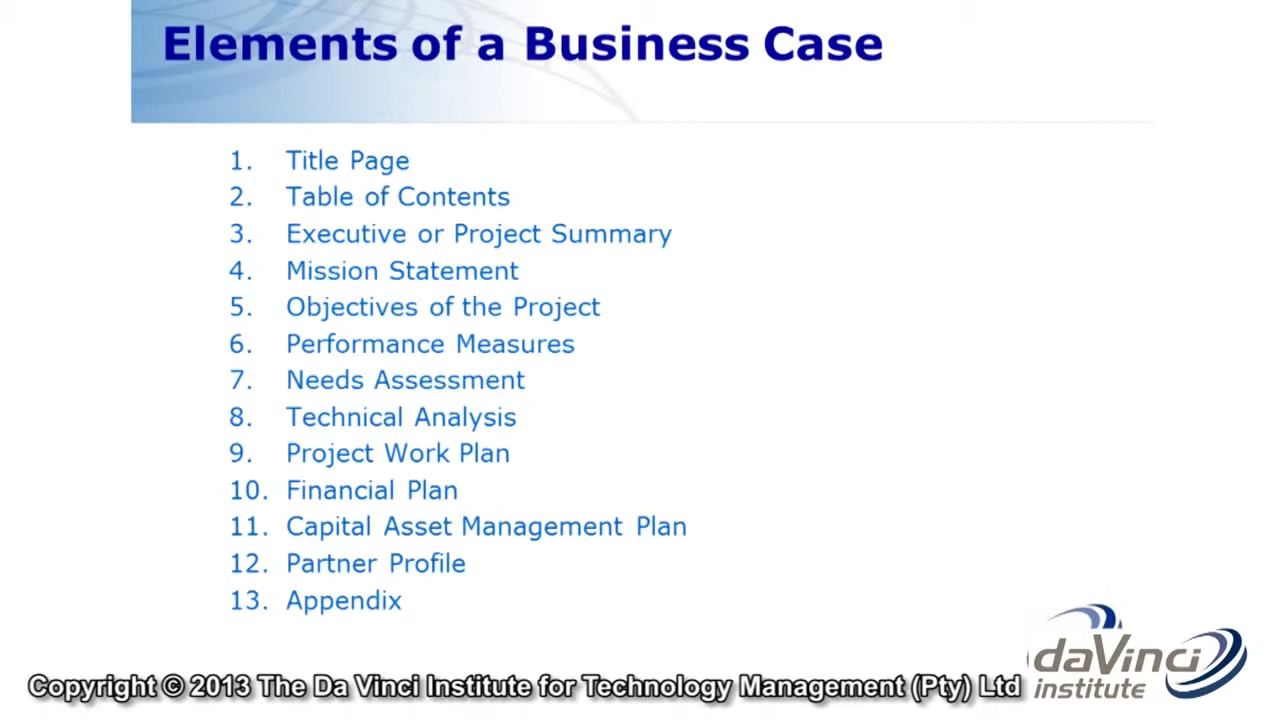 Elements of a Business Case
1. Title Page
2. Table of Contents
3. Executive or Project Summary
4. Mission Statement
5. Objectives of the Project
6. Performance Measures
7. Needs Assessment
8. Technical Analysis
9. Project Work Plan
10. Financial Plan
11. Capital Asset Management Plan
12. Partner Profile
13. Appendix
daVinci
institute
Copyright © 2013 The Da Vinci Institute for Technology Management (Pty) Ltd